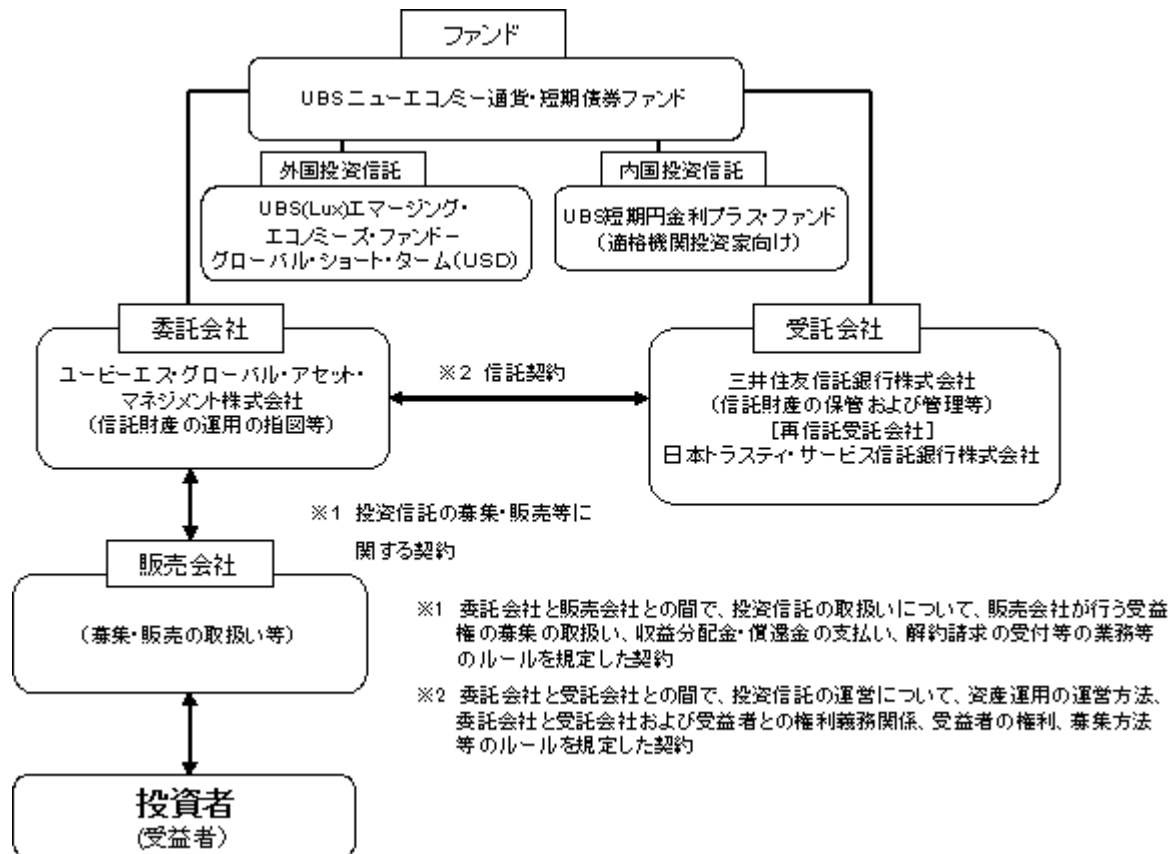 ファンド
UBSニューエコノミー通貨・短期債券ファンド
外国投資信託
内国投資信託
UBS(Lux)エマージング・
エコノミーズ・ファンドー
グローバル・ショート・ターム(USD)
UBS短期円金利プラス・ファンド
(適格機関投資家向け)
委託会社
受託会社
ユービーエス・グローバル・アセット・
マネジメント株式会社
(信託財産の運用の指図等)
※2 信託契約
三井住友信託銀行株式会社
(信託財産の保管および管理等)
[再信託受託会社]
日本トラスティ・サービス信託銀行株式会社
※1 投資信託の募集・販売等に
関する契約
販売会社
(募集・販売の取扱い等)
※1 委託会社と販売会社との間で、投資信託の取扱いについて、販売会社が行う受益
権の募集の取扱い、収益分配金・償還金の支払い、解約請求の受付等の業務等
のルールを規定した契約
※2 委託会社と受託会社との間で、投資信託の運営について、資産運用の運営方法、
委託会社と受託会社および受益者との権利義務関係、受益者の権利、募集方法
等のルールを規定した契約
投資者
(受益者)